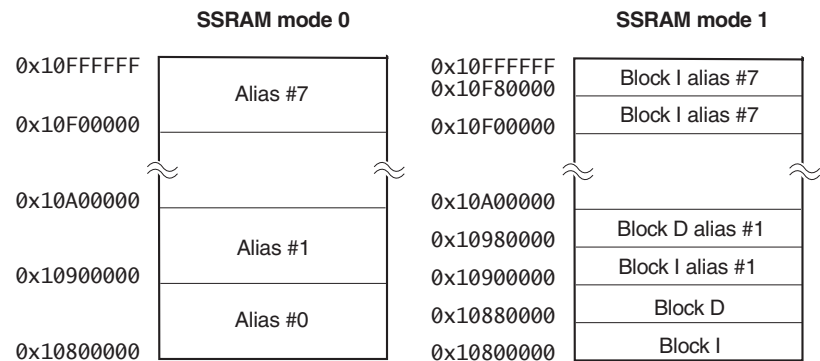 SSRAM mode 0
0x10FFFFFF
Alias #7
0x10F00000
0x10A00000
Alias #1
0x10900000
Alias #0
0x10800000
SSRAM mode 1
0x10FFFFFF
Block I alias #7
0x10F80000
Block I alias #7
0x10F00000
0x10A00000
Block D alias #1
0x10980000
Block I alias #1
0x10900000
Block D
0x10880000
Block I
0x10800000